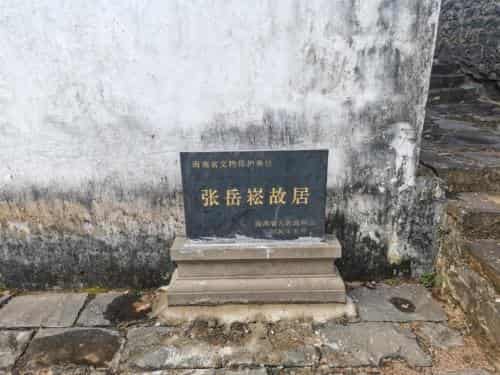 海南省文物保护单位
张岳崧故居
海南省人民政府立